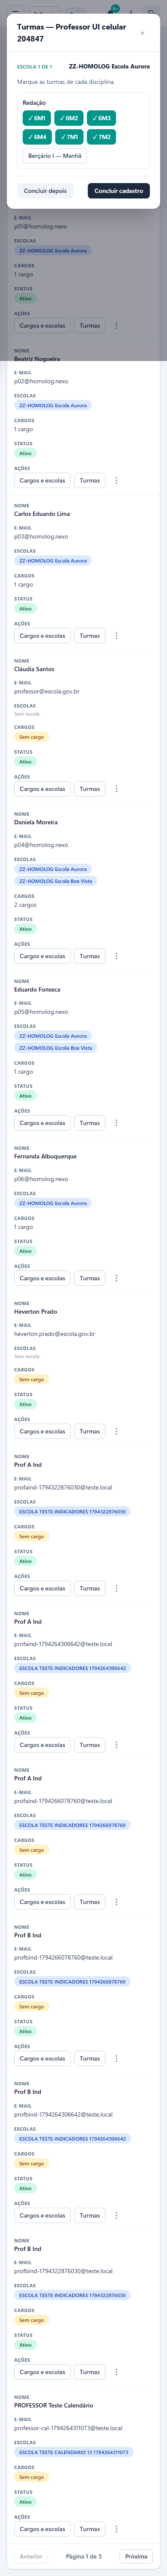 Turmas — Professor UI celular
204847
×
ESCOLA 1 DE 1
ZZ-HOMOLOG Escola Aurora
Marque as turmas de cada disciplina.
Redação
✓ 6M1
✓ 6M2
✓ 6M3
✓ 6M4
✓ 7M1
✓ 7M2
Berçário I — Manhã
Concluir depois
Concluir cadastro
E-MAIL
p01@homolog.nexo
ESCOLAS
ZZ-HOMOLOG Escola Aurora
CARGOS
1 cargo
STATUS
Ativo
AÇÕES
Cargos e escolas
Turmas
NOME
Beatriz Nogueira
E-MAIL
p02@homolog.nexo
ESCOLAS
ZZ-HOMOLOG Escola Aurora
CARGOS
1 cargo
STATUS
Ativo
AÇÕES
Cargos e escolas
Turmas
NOME
Carlos Eduardo Lima
E-MAIL
p03@homolog.nexo
ESCOLAS
ZZ-HOMOLOG Escola Aurora
CARGOS
1 cargo
STATUS
Ativo
AÇÕES
Cargos e escolas
Turmas
NOME
Cláudia Santos
E-MAIL
professor@escola.gov.br
ESCOLAS
Sem escola
CARGOS
Sem cargo
STATUS
Ativo
AÇÕES
Cargos e escolas
Turmas
NOME
Daniela Moreira
E-MAIL
p04@homolog.nexo
ESCOLAS
ZZ-HOMOLOG Escola Aurora
ZZ-HOMOLOG Escola Boa Vista
CARGOS
2 cargos
STATUS
Ativo
AÇÕES
Cargos e escolas
Turmas
NOME
Eduardo Fonseca
E-MAIL
p05@homolog.nexo
ESCOLAS
ZZ-HOMOLOG Escola Aurora
ZZ-HOMOLOG Escola Boa Vista
CARGOS
1 cargo
STATUS
Ativo
AÇÕES
Cargos e escolas
Turmas
NOME
Fernanda Albuquerque
E-MAIL
p06@homolog.nexo
ESCOLAS
ZZ-HOMOLOG Escola Aurora
CARGOS
1 cargo
STATUS
Ativo
AÇÕES
Cargos e escolas
Turmas
NOME
Heverton Prado
E-MAIL
heverton.prado@escola.gov.br
ESCOLAS
Sem escola
CARGOS
Sem cargo
STATUS
Ativo
AÇÕES
Cargos e escolas
Turmas
NOME
Prof A Ind
E-MAIL
profaind-1794322876030@teste.local
ESCOLAS
ESCOLA TESTE INDICADORES 1794322876030
CARGOS
Sem cargo
STATUS
Ativo
AÇÕES
Cargos e escolas
Turmas
NOME
Prof A Ind
E-MAIL
profaind-1794264306642@teste.local
ESCOLAS
ESCOLA TESTE INDICADORES 1794264306642
CARGOS
Sem cargo
STATUS
Ativo
AÇÕES
Cargos e escolas
Turmas
NOME
Prof A Ind
E-MAIL
profaind-1794266078760@teste.local
ESCOLAS
ESCOLA TESTE INDICADORES 1794266078760
CARGOS
Sem cargo
STATUS
Ativo
AÇÕES
Cargos e escolas
Turmas
NOME
Prof B Ind
E-MAIL
profbind-1794266078760@teste.local
ESCOLAS
ESCOLA TESTE INDICADORES 1794266078760
CARGOS
Sem cargo
STATUS
Ativo
AÇÕES
Cargos e escolas
Turmas
NOME
Prof B Ind
E-MAIL
profbind-1794264306642@teste.local
ESCOLAS
ESCOLA TESTE INDICADORES 1794264306642
CARGOS
Sem cargo
STATUS
Ativo
AÇÕES
Cargos e escolas
Turmas
NOME
Prof B Ind
E-MAIL
profbind-1794322876030@teste.local
ESCOLAS
ESCOLA TESTE INDICADORES 1794322876030
CARGOS
Sem cargo
STATUS
Ativo
AÇÕES
Cargos e escolas
Turmas
NOME
PROFESSOR Teste Calendário
E-MAIL
professor-cal-1794264311073@teste.local
ESCOLAS
ESCOLA TESTE CALENDARIO 13 1794264311073
CARGOS
Sem cargo
STATUS
Ativo
AÇÕES
Cargos e escolas
Turmas
Anterior
Página 1 de 3
Próxima